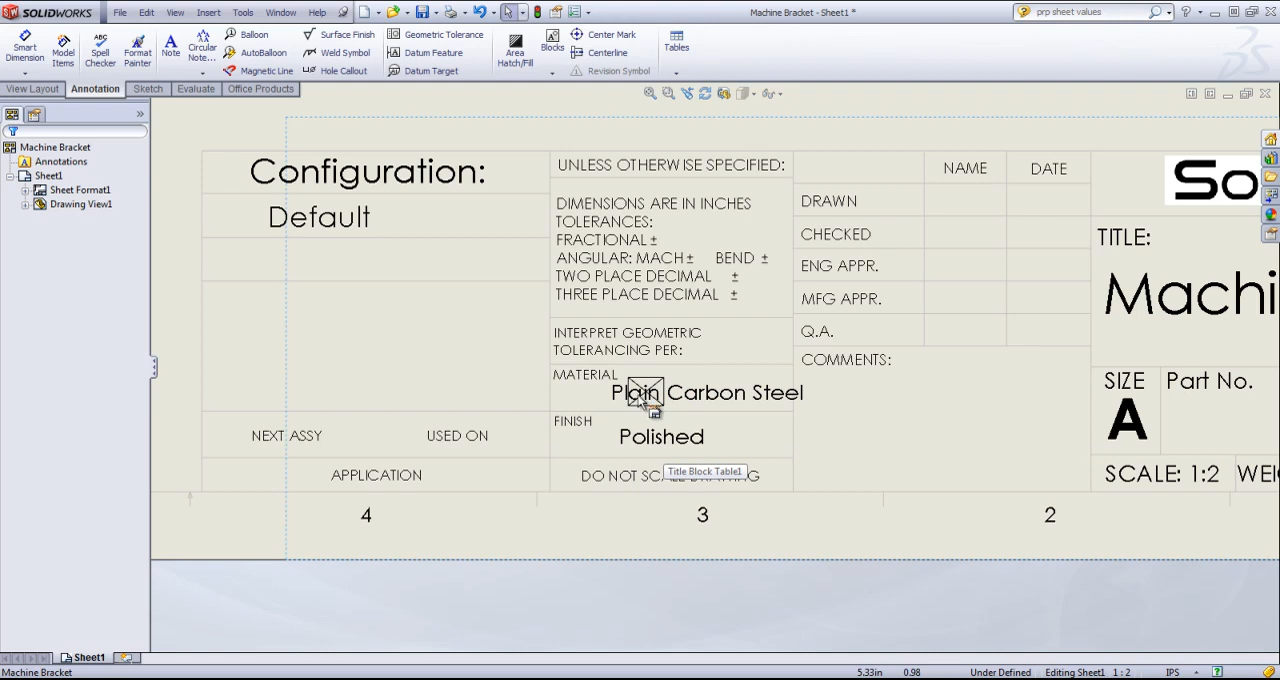 SOLIDWORKS File Edit View Insert Tools Window Help Machine Bracket - Sheet1 * prp sheet values
Smart Dimension
Model Items
Spell Checker
Format Painter
Note
Circular Note...
Balloon
AutoBalloon
Magnetic Line
Surface Finish
Weld Symbol
Hole Callout
Geometric Tolerance
Datum Feature
Datum Target
Area Hatch/Fill
Blocks
Center Mark
Centerline
Revision Symbol
Tables
View Layout Annotation Sketch Evaluate Office Products
Machine Bracket
Annotations
Sheet1
Sheet Format1
Drawing View1
Configuration:
Default
NEXT ASSY USED ON
APPLICATION
UNLESS OTHERWISE SPECIFIED:
DIMENSIONS ARE IN INCHES
TOLERANCES:
FRACTIONAL ±
ANGULAR: MACH ± BEND ±
TWO PLACE DECIMAL ±
THREE PLACE DECIMAL ±
INTERPRET GEOMETRIC
TOLERANCING PER:
MATERIAL
Plain Carbon Steel
FINISH
Polished
Title Block Table1
DO NOT SCALE DRAWING
NAME DATE
DRAWN
CHECKED
ENG APPR.
MFG APPR.
Q.A.
COMMENTS:
So
TITLE:
Machi
SIZE Part No.
A
SCALE: 1:2 WEI
4 3 2
Sheet1
Machine Bracket 5.33in 0.98 Under Defined Editing Sheet1 1 : 2 IPS